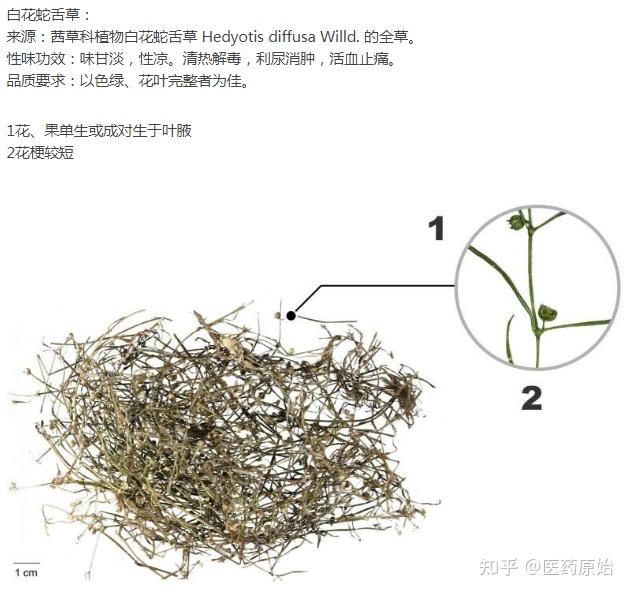 白花蛇舌草：
来源：茜草科植物白花蛇舌草 Hedyotis diffusa Willd. 的全草。
性味功效：味甘淡，性凉。清热解毒，利尿消肿，活血止痛。
品质要求：以色绿、花叶完整者为佳。
1花、果单生或成对生于叶腋
2花梗较短
1
2
1 cm
知乎 @医药原始